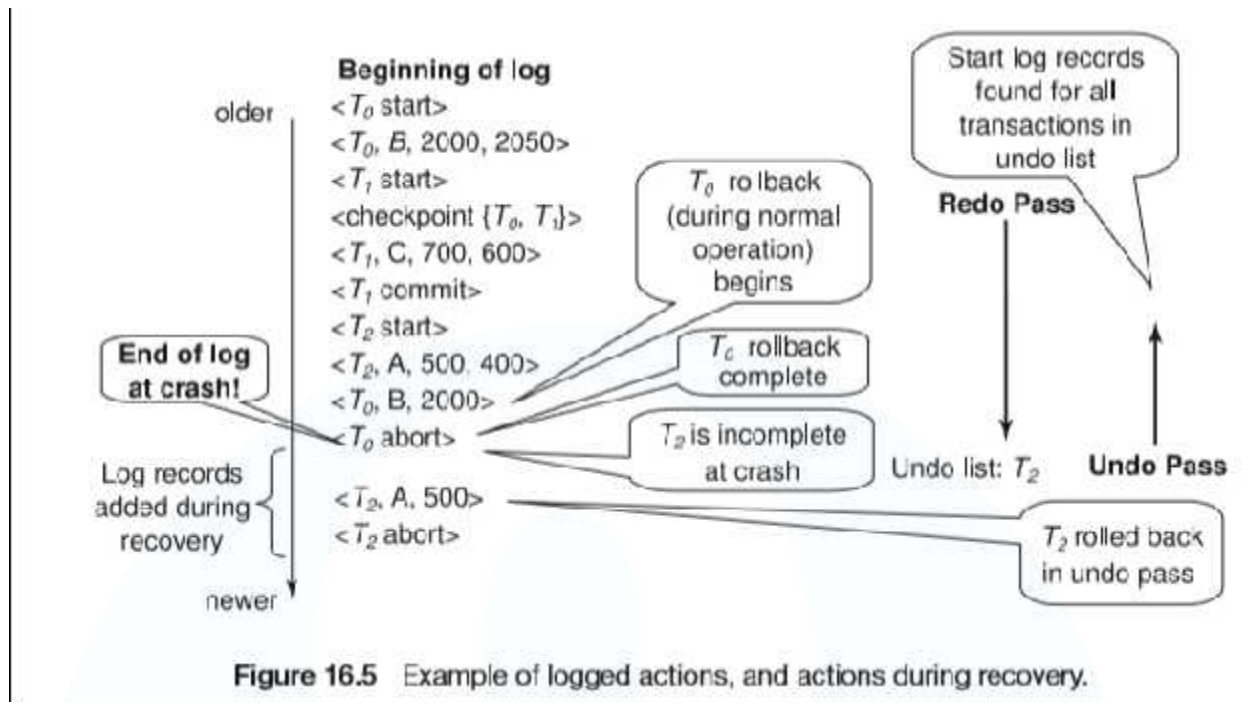 Beginning of log
older
<T0 start>
<T0, B, 2000, 2050>
<T1 start>
<checkpoint {T0, T1}>
<T1, C, 700, 600>
<T1 commit>
<T2 start>
<T2, A, 500, 400>
<T0, B, 2000>
<T0 abort>
End of log
at crash!
Log records
added during
recovery
<T2, A, 500>
<T2 abort>
newer
T0 rollback
(during normal
operation)
begins
T0 rollback
complete
T2 is incomplete
at crash
Start log records
found for all
transactions in
undo list
Redo Pass
Undo list: T2
Undo Pass
T2 rolled back
in undo pass
Figure 16.5 Example of logged actions, and actions during recovery.